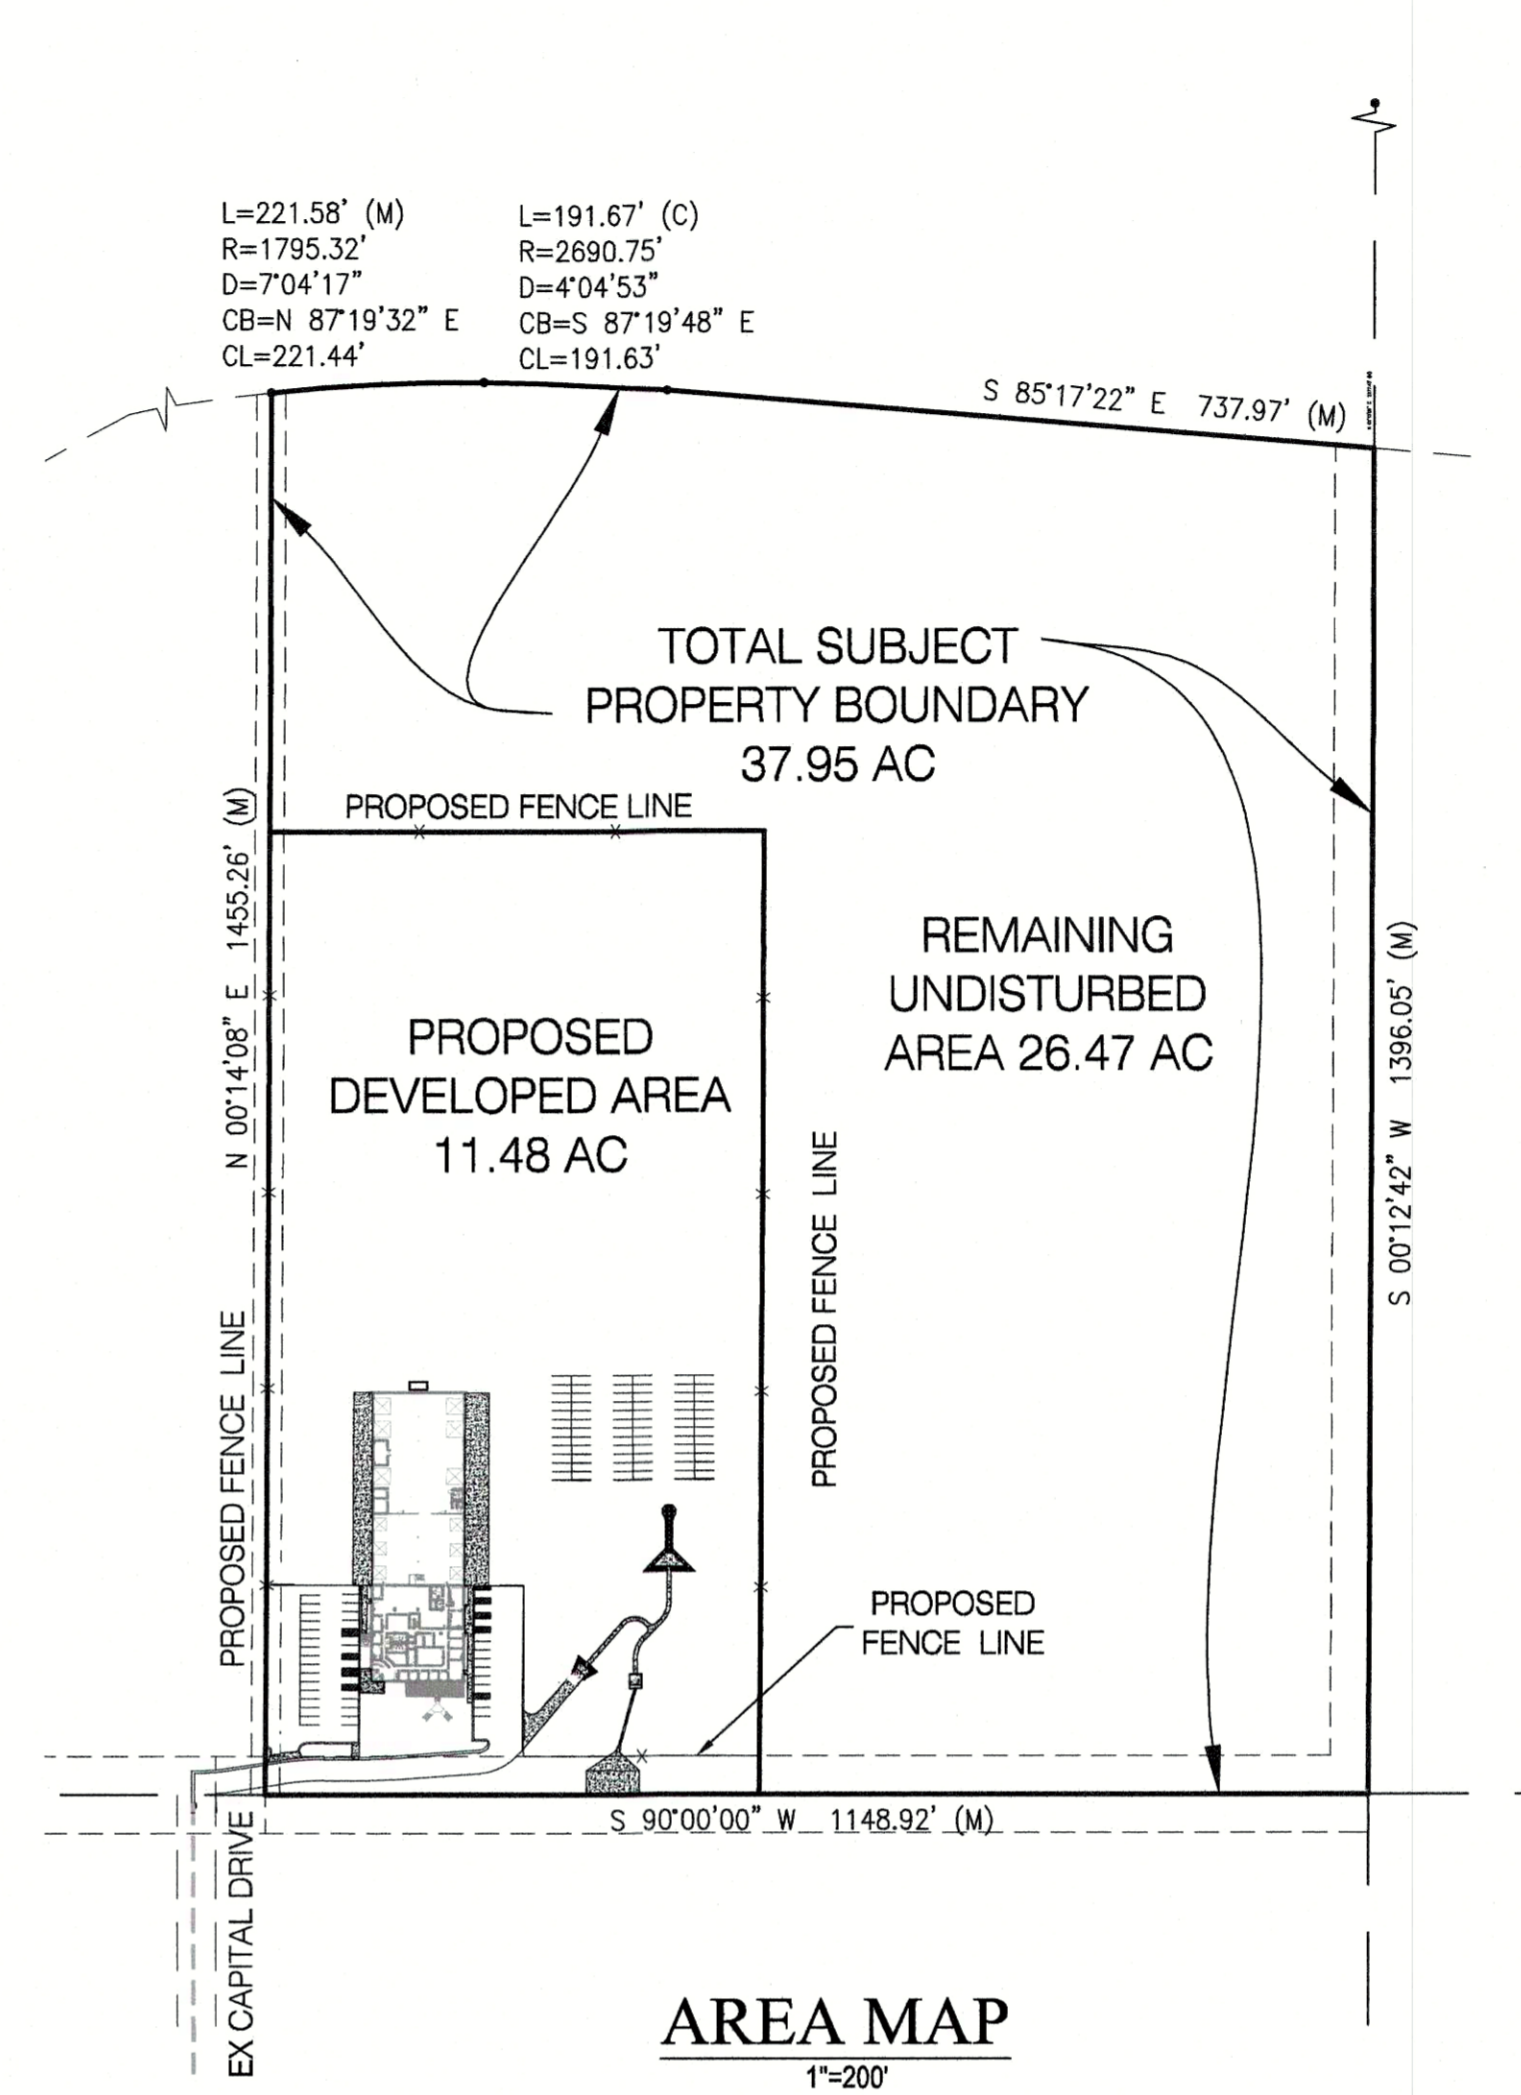 L=221.58' (M)
R=1795.32'
D=7°04'17"
CB=N 87°19'32" E
CL=221.44'
L=191.67' (C)
R=2690.75'
D=4°04'53"
CB=S 87°19'48" E
CL=191.63'
S 85°17'22" E 737.97' (M)
TOTAL SUBJECT
PROPERTY BOUNDARY
37.95 AC
PROPOSED FENCE LINE
N 00°14'08" E 1455.26' (M)
REMAINING
UNDISTURBED
AREA 26.47 AC
PROPOSED
DEVELOPED AREA
11.48 AC
S 00°12'42" W 1396.05' (M)
PROPOSED FENCE LINE
PROPOSED FENCE LINE
PROPOSED
FENCE LINE
S 90°00'00" W 1148.92' (M)
EX CAPITAL DRIVE
AREA MAP
1"=200'